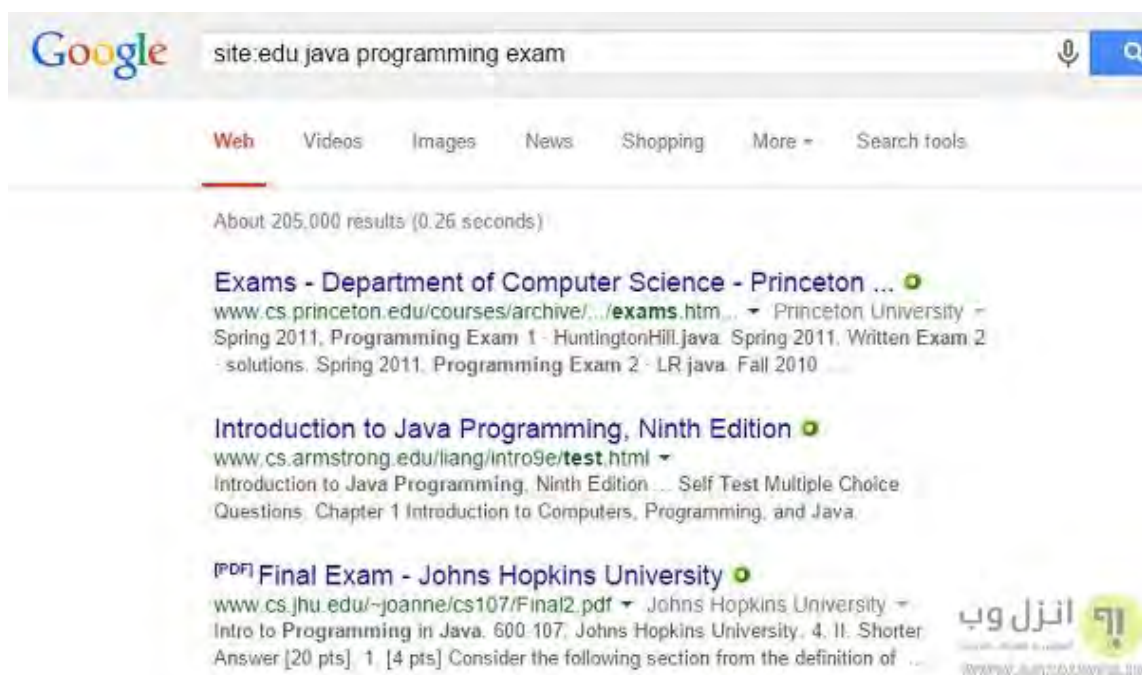 Google
site:edu java programming exam
Web Videos Images News Shopping More Search tools
About 205,000 results (0.26 seconds)
Exams - Department of Computer Science - Princeton ...
www.cs.princeton.edu/courses/archive/.../exams.htm... Princeton University
Spring 2011, Programming Exam 1 · HuntingtonHill.java. Spring 2011, Written Exam 2
· solutions. Spring 2011, Programming Exam 2 · LR.java. Fall 2010 ...
Introduction to Java Programming, Ninth Edition
www.cs.armstrong.edu/liang/intro9e/test.html
Introduction to Java Programming, Ninth Edition ... Self Test Multiple Choice
Questions. Chapter 1 Introduction to Computers, Programming, and Java.
[PDF] Final Exam - Johns Hopkins University
www.cs.jhu.edu/~joanne/cs107/Final2.pdf Johns Hopkins University
Intro to Programming in Java. 600.107, Johns Hopkins University. 4. II. Shorter
Answer [20 pts]. 1. [4 pts] Consider the following section from the definition of ...
انزل وب